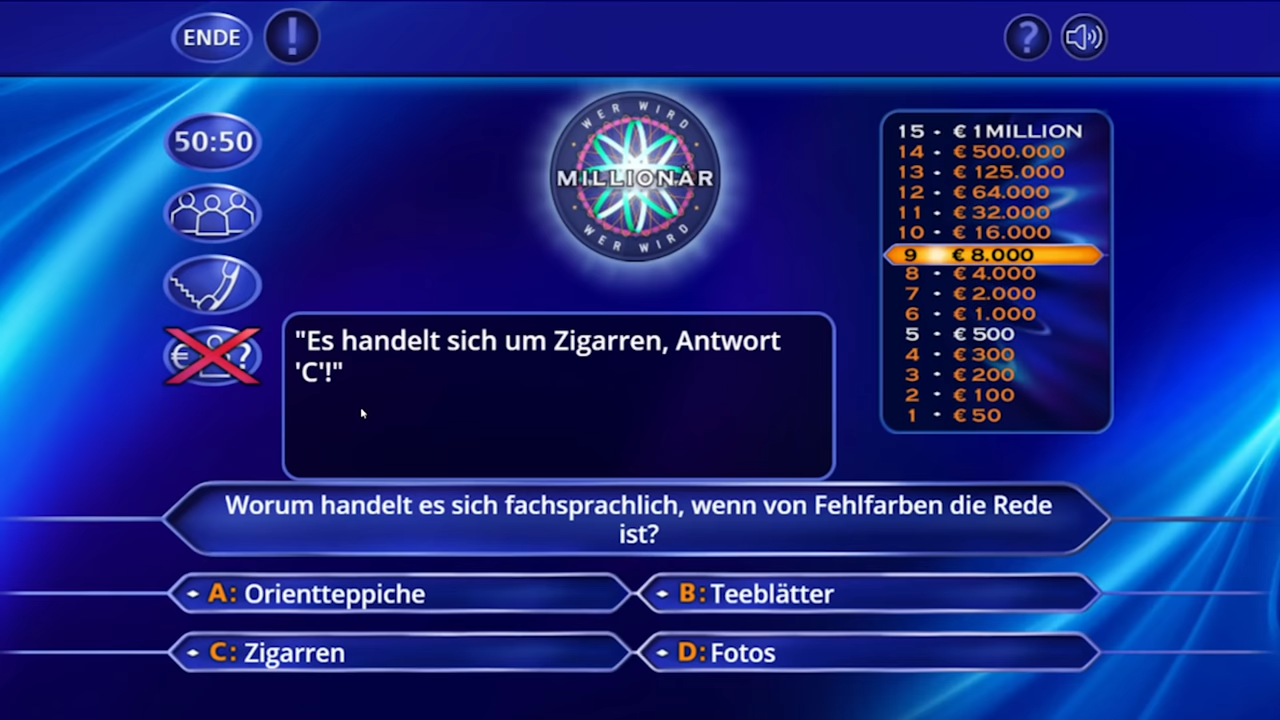 ENDE !
? 
50:50
WER WIRD
MILLIONÄR
WER WIRD
15 · € 1 MILLION
14 · € 500.000
13 · € 125.000
12 · € 64.000
11 · € 32.000
10 · € 16.000
9 € 8.000
8 · € 4.000
7 · € 2.000
6 · € 1.000
5 · € 500
4 · € 300
3 · € 200
2 · € 100
1 · € 50
€ ?
"Es handelt sich um Zigarren, Antwort
'C'!"
Worum handelt es sich fachsprachlich, wenn von Fehlfarben die Rede
ist?
A: Orientteppiche
B: Teeblätter
C: Zigarren
D: Fotos